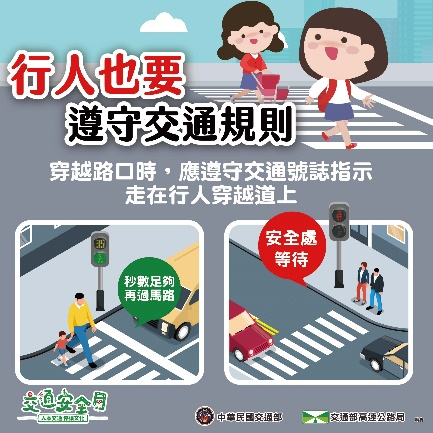 行人也要
遵守交通規則
穿越路口時，應遵守交通號誌指示
走在行人穿越道上
秒數足夠
再過馬路
安全處
等待
交通安全月
中華民國交通部
交通部高速公路局